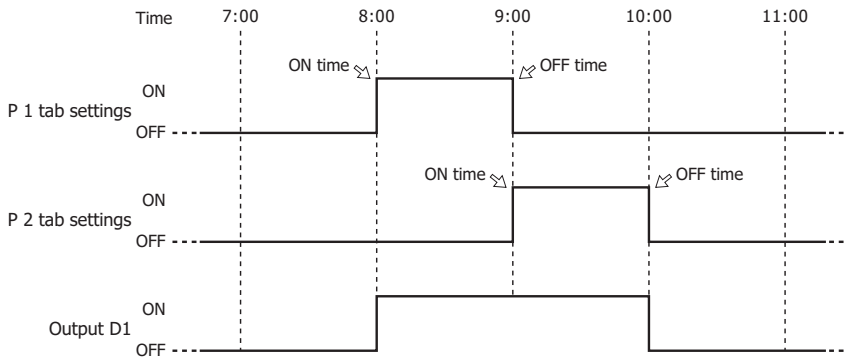 Time 7:00 8:00 9:00 10:00 11:00
ON time OFF time
ON
P 1 tab settings
OFF
ON time OFF time
ON
P 2 tab settings
OFF
ON
Output D1
OFF